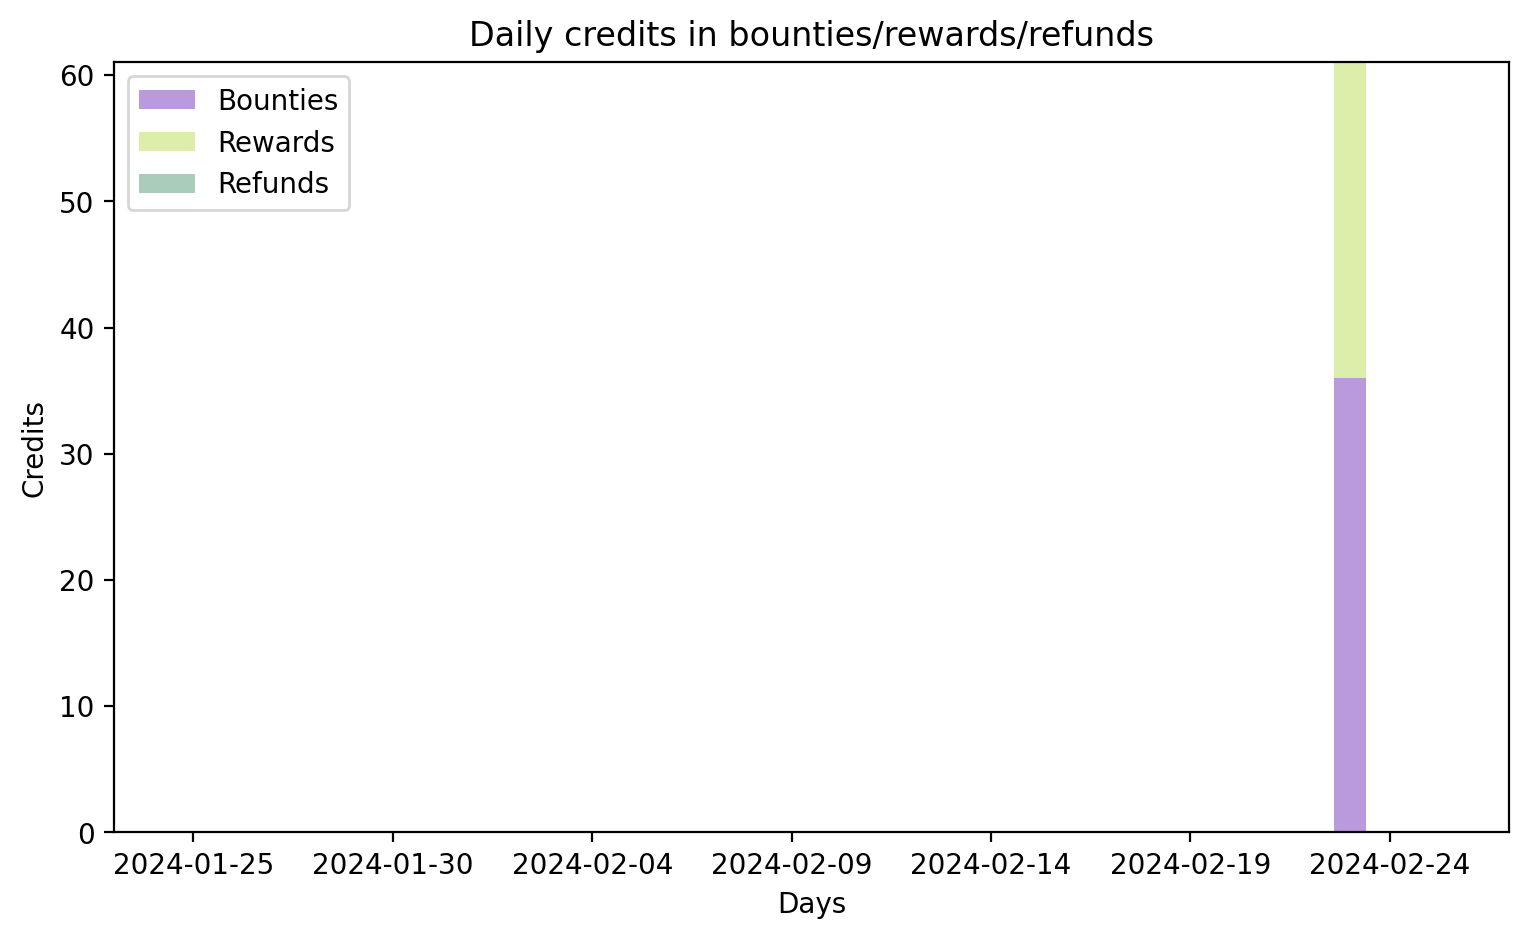 Daily credits in bounties/rewards/refunds
Bounties
Rewards
Refunds
60
50
40
30
20
10
0
Credits
2024-01-25 2024-01-30 2024-02-04 2024-02-09 2024-02-14 2024-02-19 2024-02-24
Days